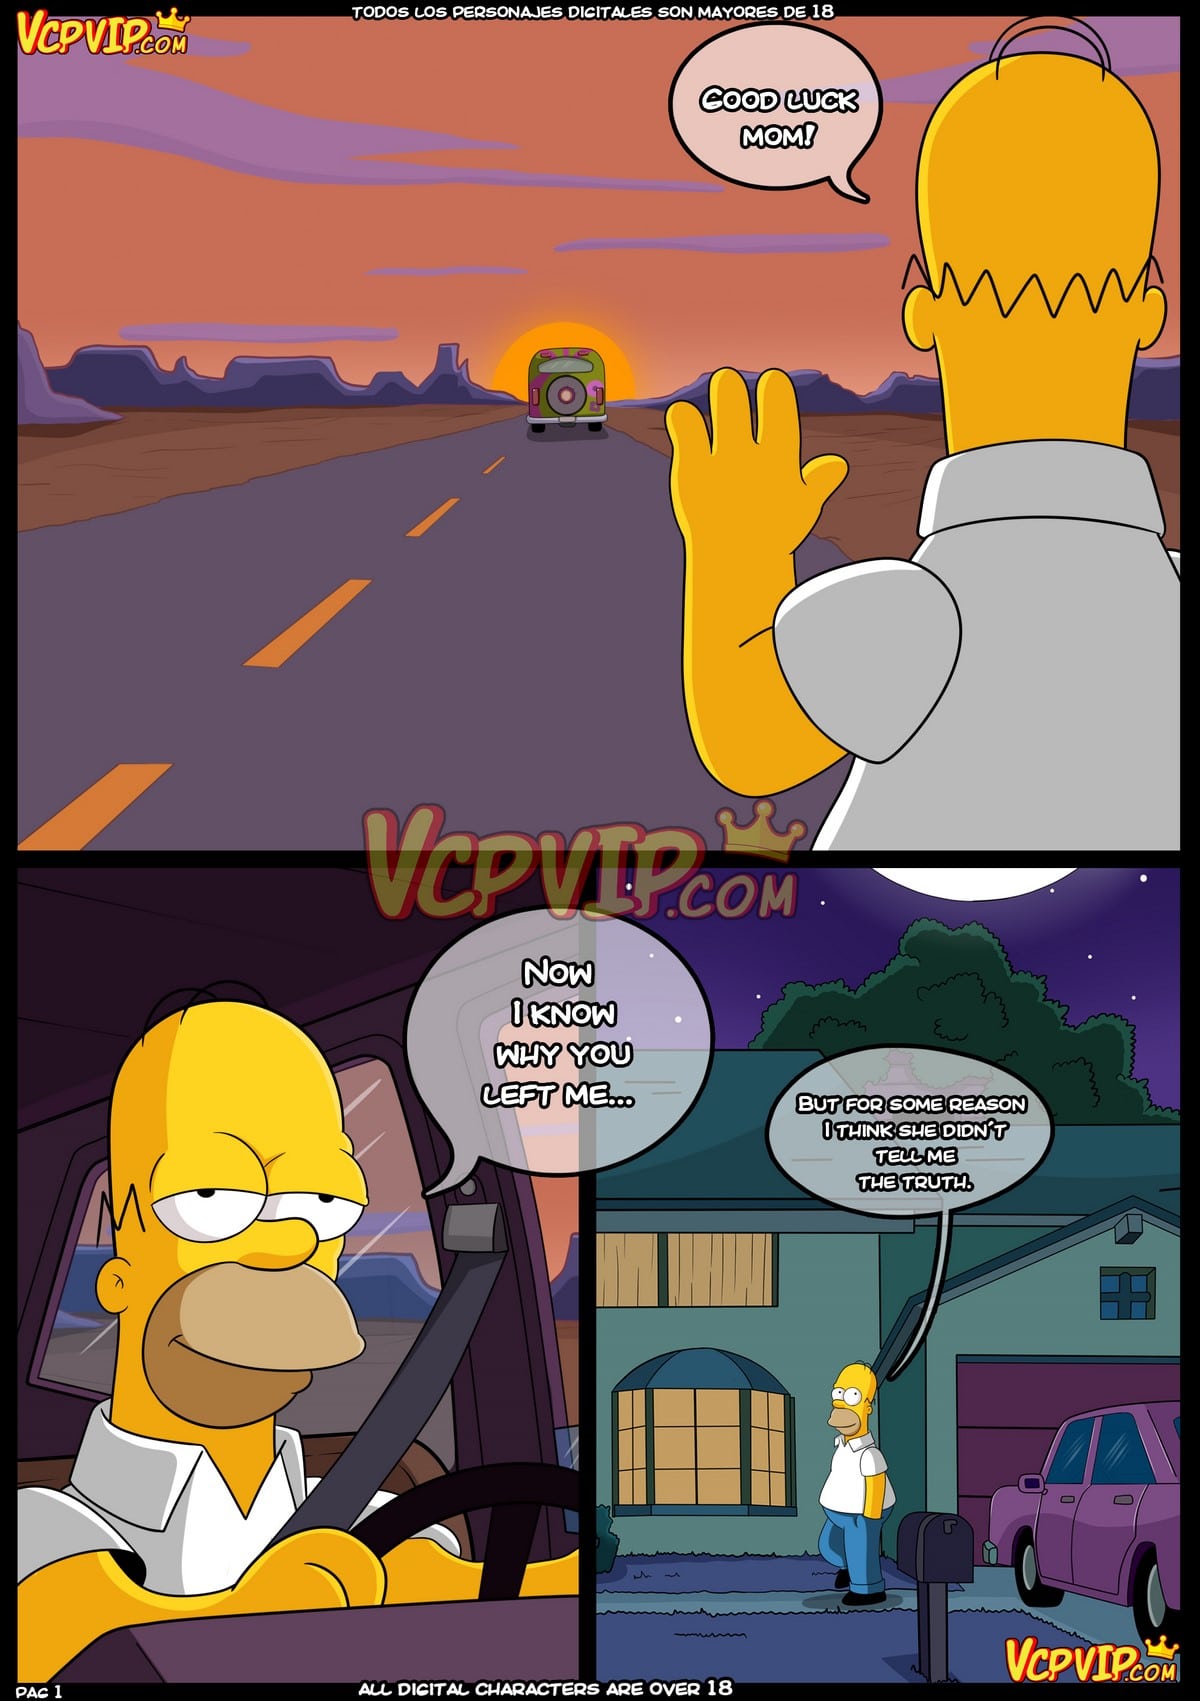 TODOS LOS PERSONAJES DIGITALES SON MAYORES DE 18
VCPVIP.COM
GOOD LUCK
MOM!
VCPVIP.COM
NOW
I KNOW
WHY YOU
LEFT ME...
BUT FOR SOME REASON
I THINK SHE DIDN'T
TELL ME
THE TRUTH.
VCPVIP.COM
PAG 1
ALL DIGITAL CHARACTERS ARE OVER 18